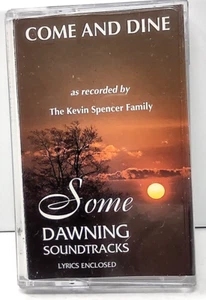 COME AND DINE
as recorded by
The Kevin Spencer Family
Some
DAWNING
SOUNDTRACKS
LYRICS ENCLOSED